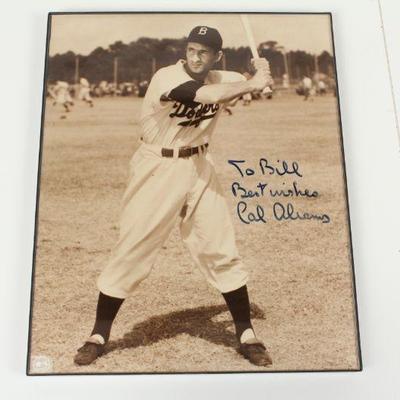 B
Dodgers
To Bill
Best wishes
Cal Abrams